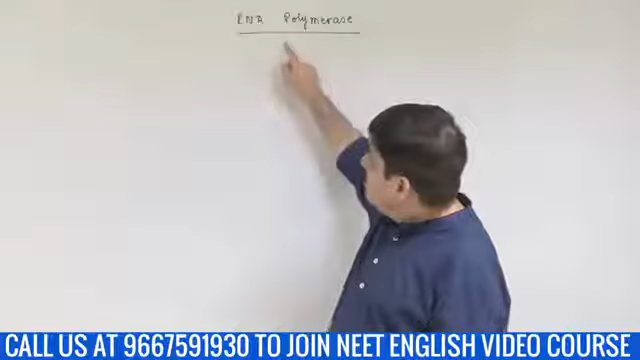 RNA Polymerase
CALL US AT 9667591930 TO JOIN NEET ENGLISH VIDEO COURSE